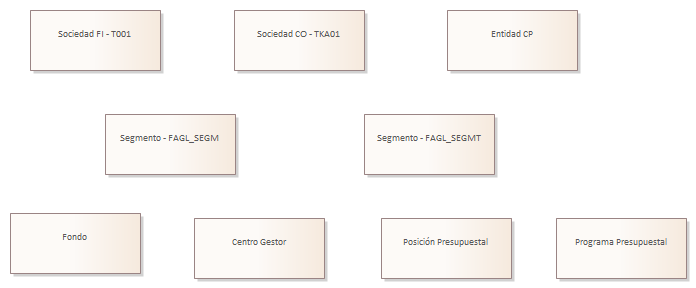 Sociedad FI - T001
Sociedad CO - TKA01
Entidad CP
Segmento - FAGL_SEGM
Segmento - FAGL_SEGMT
Fondo
Centro Gestor
Posición Presupuestal
Programa Presupuestal